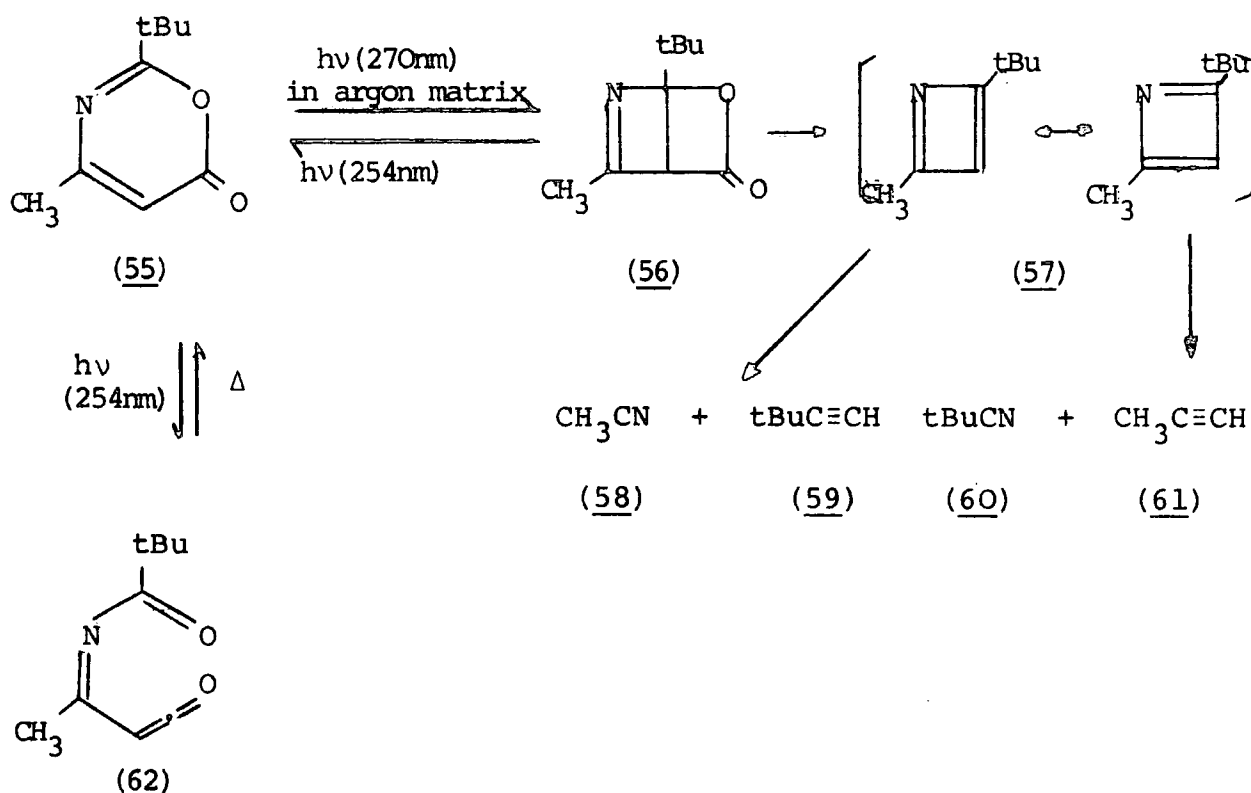 tBu
N
O
CH3
O
(55)
hν(270nm)
in argon matrix
hν(254nm)
tBu
N
O
CH3
O
(56)
N
tBu
CH3
N
tBu
CH3
(57)
hν
(254nm)
Δ
CH3CN + tBuC≡CH tBuCN + CH3C≡CH
(58) (59) (60) (61)
tBu
N
O
O
CH3
(62)